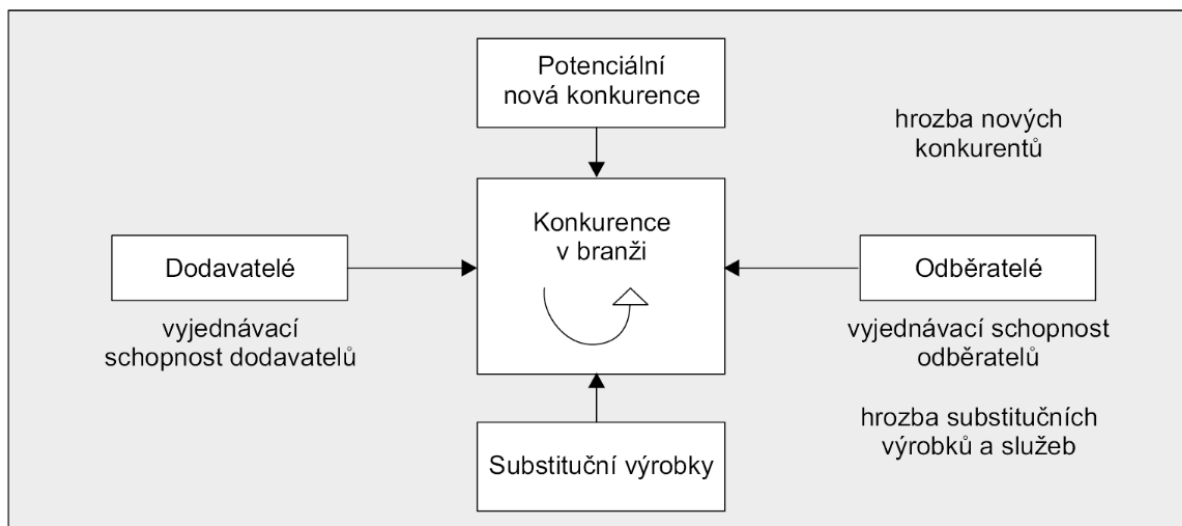 Potenciální
nová konkurence
hrozba nových
konkurentů
Konkurence
v branži
Dodavatelé
Odběratelé
vyjednávací
schopnost dodavatelů
vyjednávací schopnost
odběratelů
hrozba substitučních
výrobků a služeb
Substituční výrobky